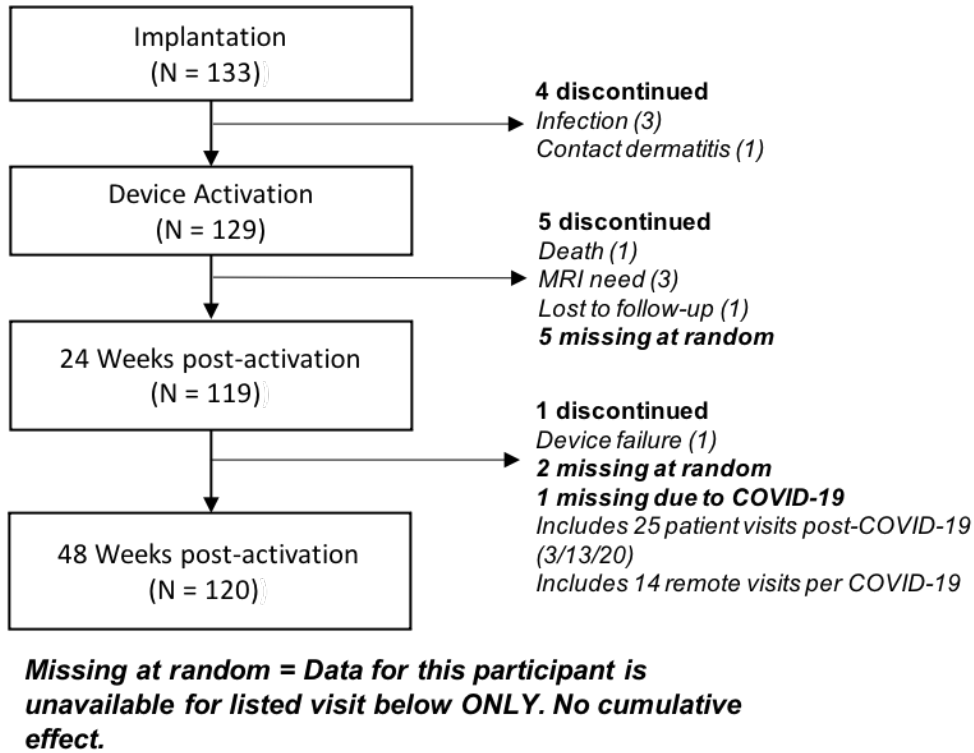 Implantation
(N = 133)
4 discontinued
Infection (3)
Contact dermatitis (1)
Device Activation
(N = 129)
5 discontinued
Death (1)
MRI need (3)
Lost to follow-up (1)
5 missing at random
24 Weeks post-activation
(N = 119)
1 discontinued
Device failure (1)
2 missing at random
1 missing due to COVID-19
Includes 25 patient visits post-COVID-19
(3/13/20)
Includes 14 remote visits per COVID-19
48 Weeks post-activation
(N = 120)
Missing at random = Data for this participant is
unavailable for listed visit below ONLY. No cumulative
effect.